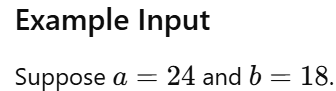 Example Input
Suppose a = 24 and b = 18.